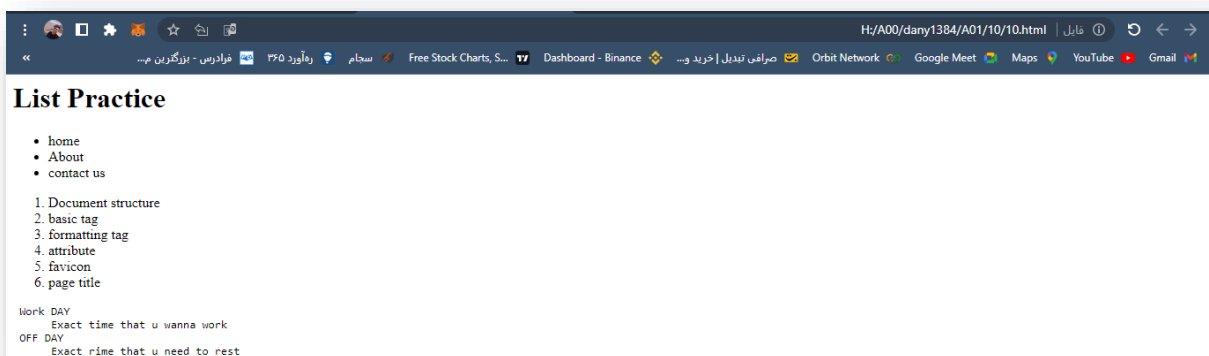 H:/A00/dany1384/A01/10/10.html | فایل
Gmail YouTube Maps Google Meet Orbit Network صرافی تبدیل | خرید و... Dashboard - Binance Free Stock Charts, S... سجام ره‌آورد ۳۶۵ فرادرس - بزرگترین م... »
List Practice
• home
• About
• contact us
1. Document structure
2. basic tag
3. formatting tag
4. attribute
5. favicon
6. page title
Work DAY
Exact time that u wanna work
OFF DAY
Exact rime that u need to rest